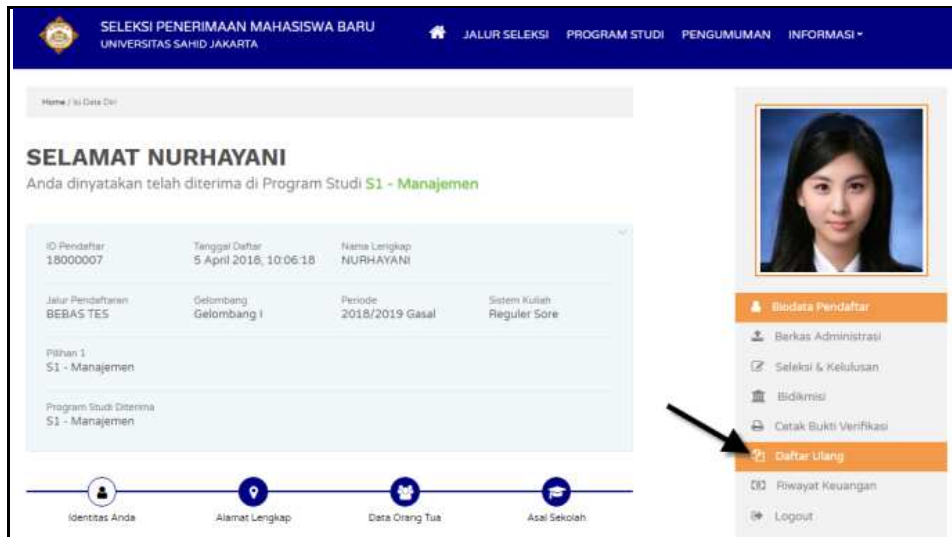 SELEKSI PENERIMAAN MAHASISWA BARU
UNIVERSITAS SAHID JAKARTA
JALUR SELEKSI PROGRAM STUDI PENGUMUMAN INFORMASI
Home / Isi Data Diri
SELAMAT NURHAYANI
Anda dinyatakan telah diterima di Program Studi S1 - Manajemen
ID Pendaftar Tanggal Daftar Nama Lengkap
18000007 5 April 2018, 10:06:18 NURHAYANI
Jalur Pendaftaran Gelombang Periode Sistem Kuliah
BEBAS TES Gelombang I 2018/2019 Gasal Reguler Sore
Pilihan 1
S1 - Manajemen
Program Studi Diterima
S1 - Manajemen
Identitas Anda Alamat Lengkap Data Orang Tua Asal Sekolah
Biodata Pendaftar
Berkas Administrasi
Seleksi & Kelulusan
Bidikmisi
Cetak Bukti Verifikasi
Daftar Ulang
Riwayat Keuangan
Logout